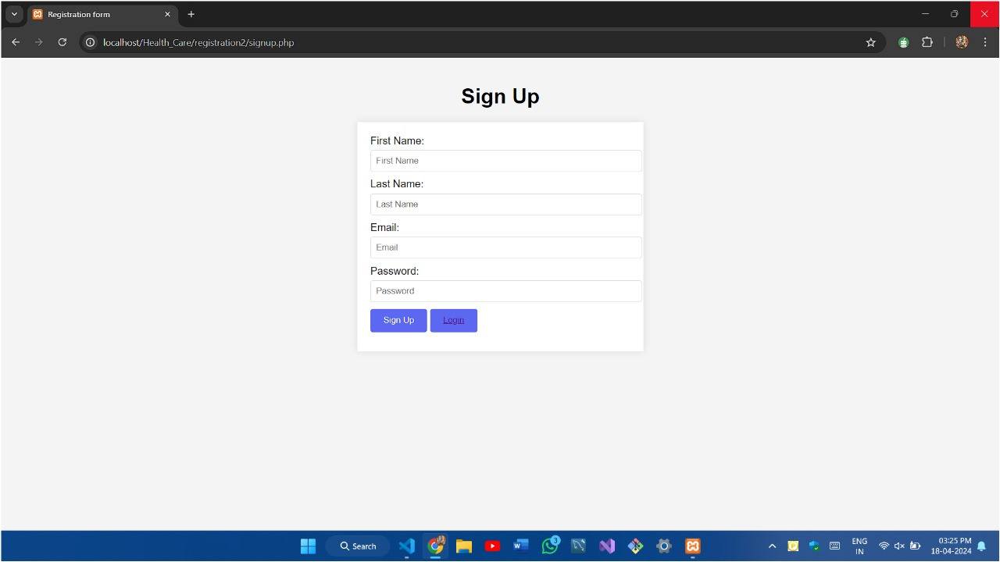 Registration form
localhost/Health_Care/registration2/signup.php
Sign Up
First Name:
First Name
Last Name:
Last Name
Email:
Email
Password:
Password
Sign Up Login
Search
3
ENG
IN
03:25 PM
18-04-2024